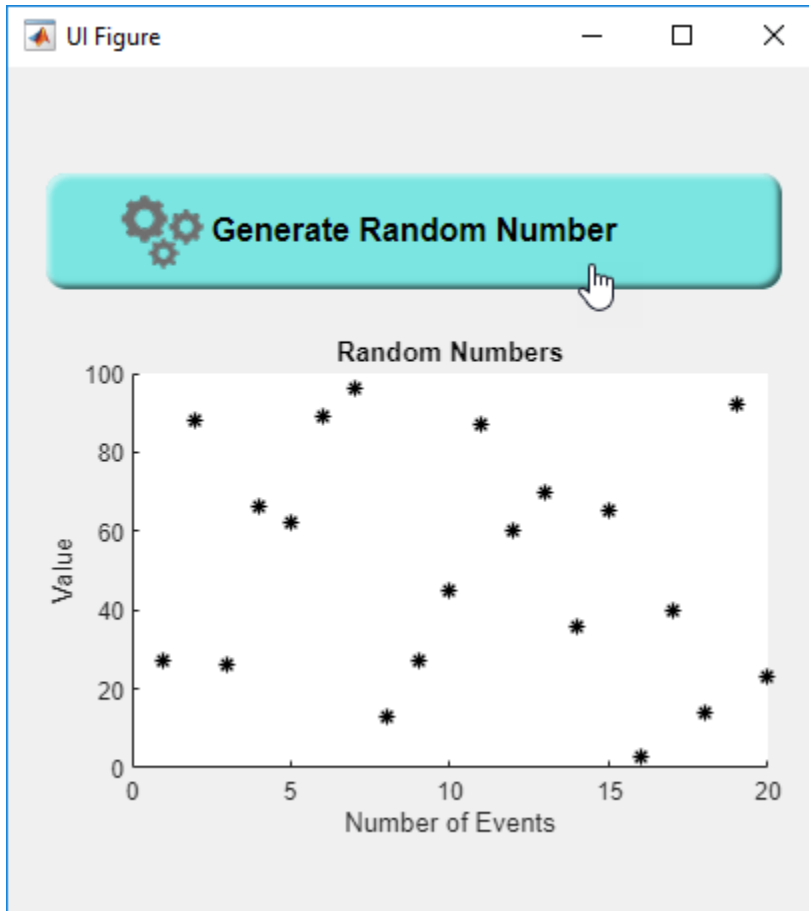 UI Figure
Generate Random Number
Random Numbers
100
80
60
40
20
0
Value
0 5 10 15 20
Number of Events